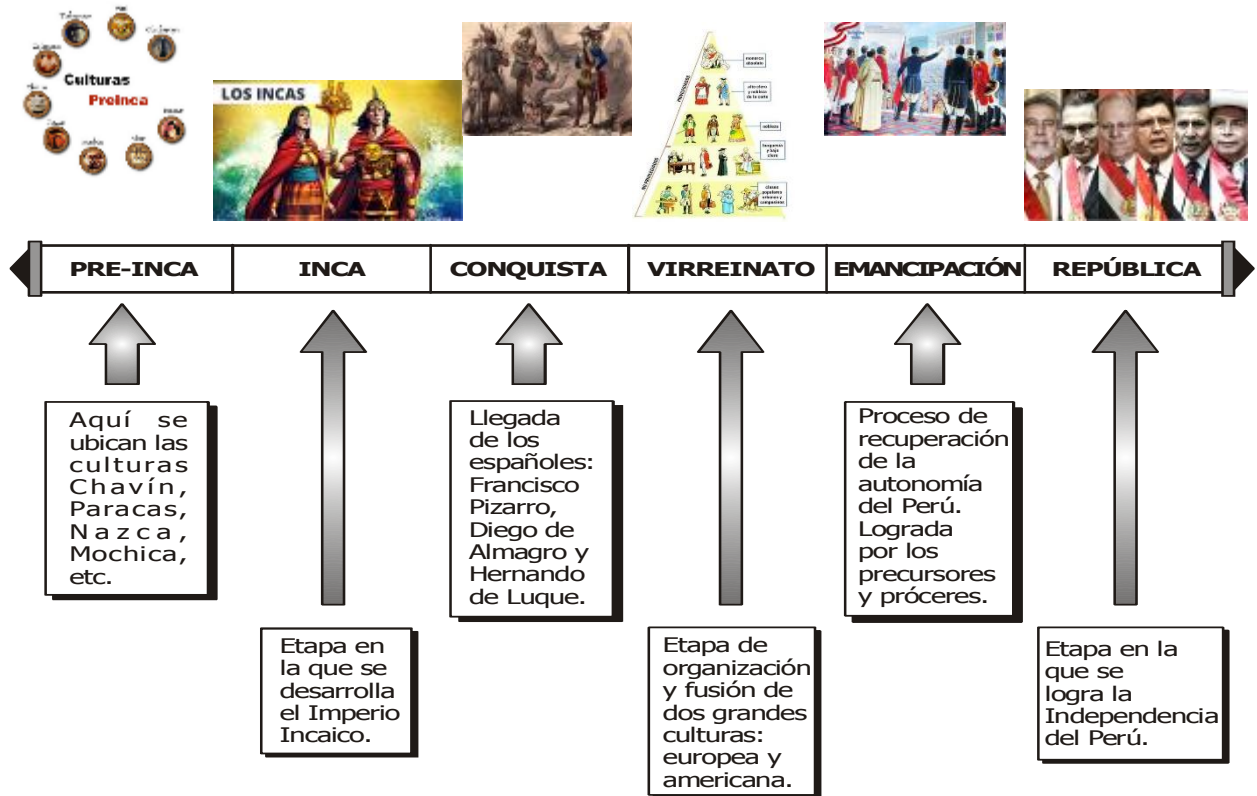 Culturas
PreInca
LOS INCAS
PRE-INCA
INCA
CONQUISTA
VIRREINATO
EMANCIPACIÓN
REPÚBLICA
Aquí se
ubican las
culturas
Chavín,
Paracas,
Nazca,
Mochica,
etc.
Etapa en
la que se
desarrolla
el Imperio
Incaico.
Llegada
de los
españoles:
Francisco
Pizarro,
Diego de
Almagro y
Hernando
de Luque.
Etapa de
organización
y fusión de
dos grandes
culturas:
europea y
americana.
Proceso de
recuperación
de la
autonomía
del Perú.
Lograda
por los
precursores
y próceres.
Etapa en la
que se
logra la
Independencia
del Perú.